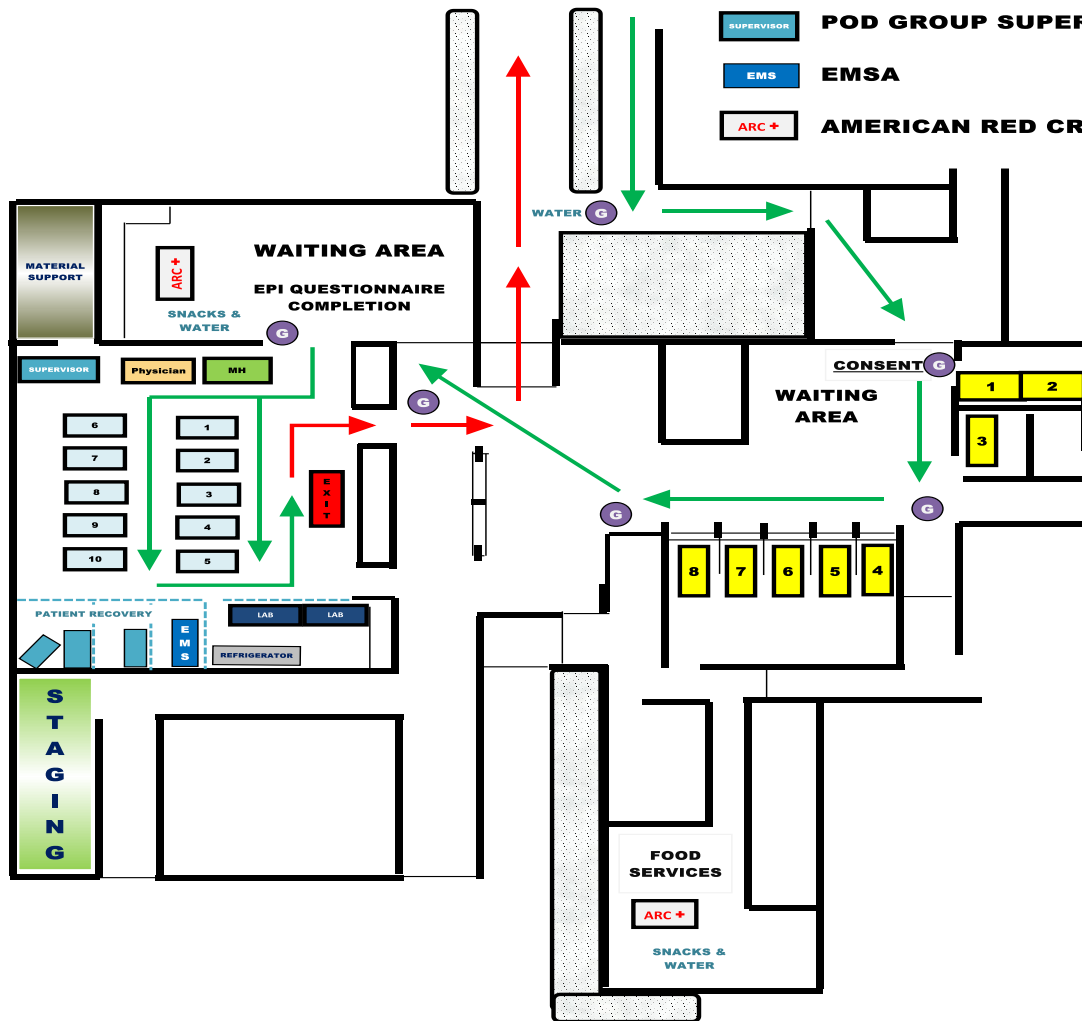 SUPERVISOR POD GROUP SUPER
EMS EMSA
ARC + AMERICAN RED CR
WATER G
MATERIAL
SUPPORT
ARC +
SNACKS &
WATER
WAITING AREA
EPI QUESTIONNAIRE
COMPLETION
G
SUPERVISOR
Physician
MH
G
CONSENT G
WAITING
AREA
1
2
3
6
7
8
9
10
1
2
3
4
5
EXIT
G
G
8
7
6
5
4
PATIENT RECOVERY
EMS
LAB
LAB
REFRIGERATOR
STAGING
FOOD
SERVICES
ARC +
SNACKS &
WATER